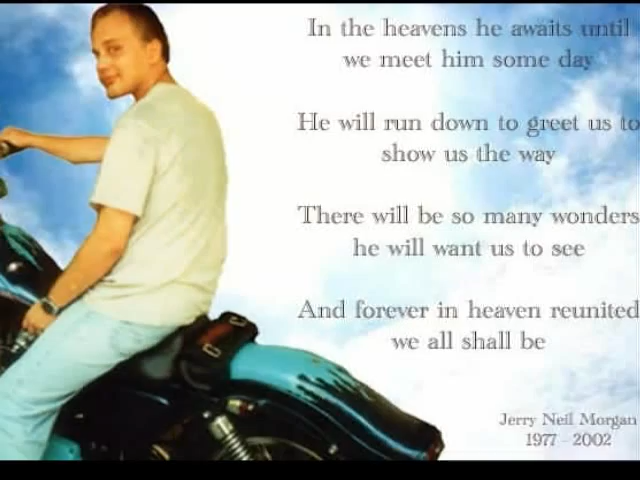 In the heavens he awaits until
we meet him some day
He will run down to greet us to
show us the way
There will be so many wonders
he will want us to see
And forever in heaven reunited
we all shall be
Jerry Neil Morgan
1977 - 2002